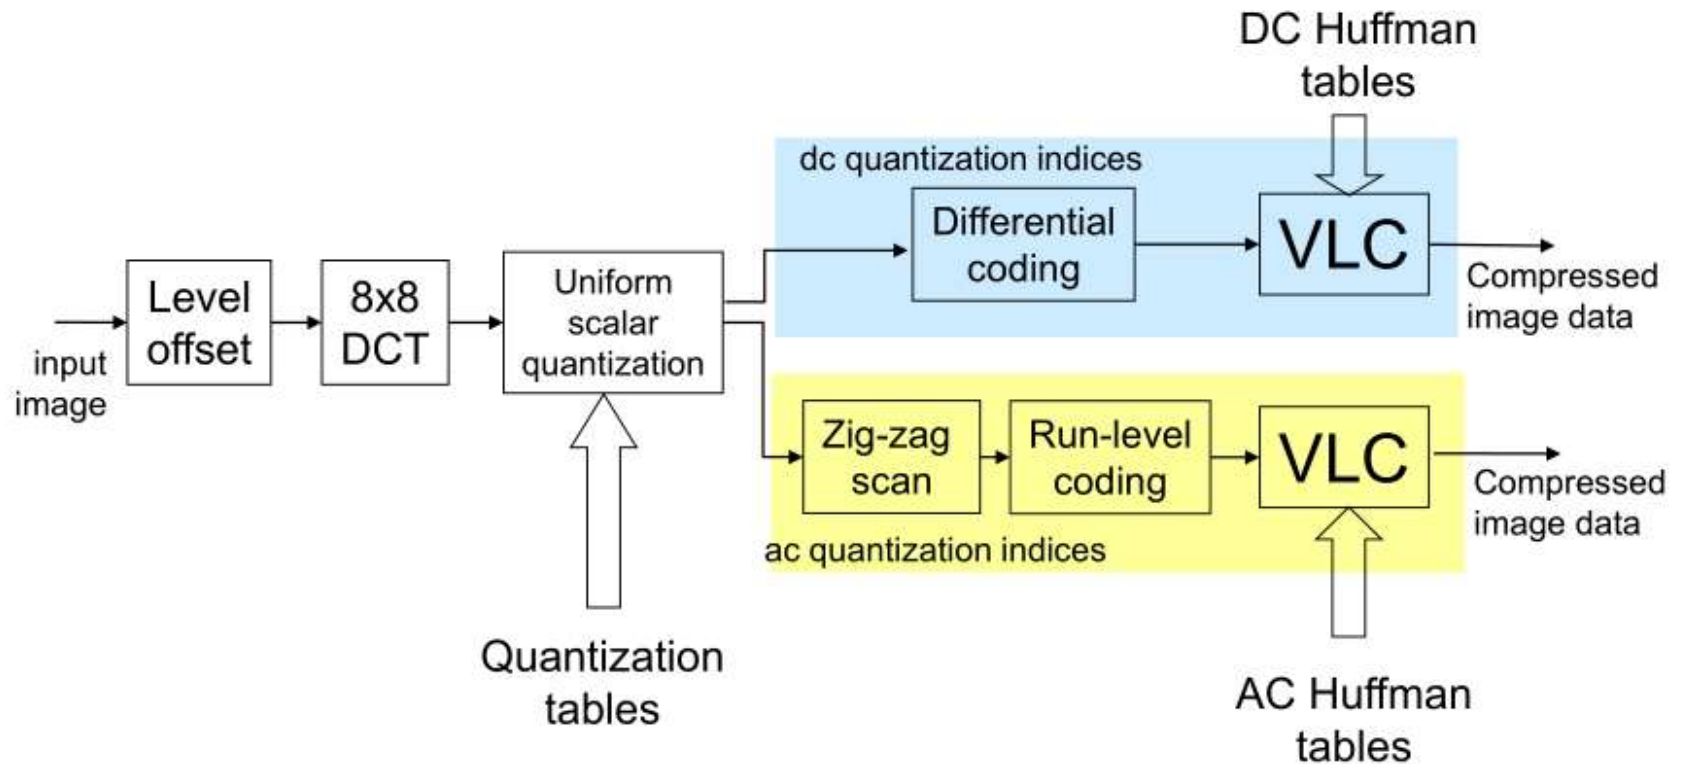 DC Huffman
tables
dc quantization indices
Differential
coding
VLC
Compressed
image data
input
image
Level
offset
8x8
DCT
Uniform
scalar
quantization
Zig-zag
scan
Run-level
coding
VLC
Compressed
image data
ac quantization indices
Quantization
tables
AC Huffman
tables